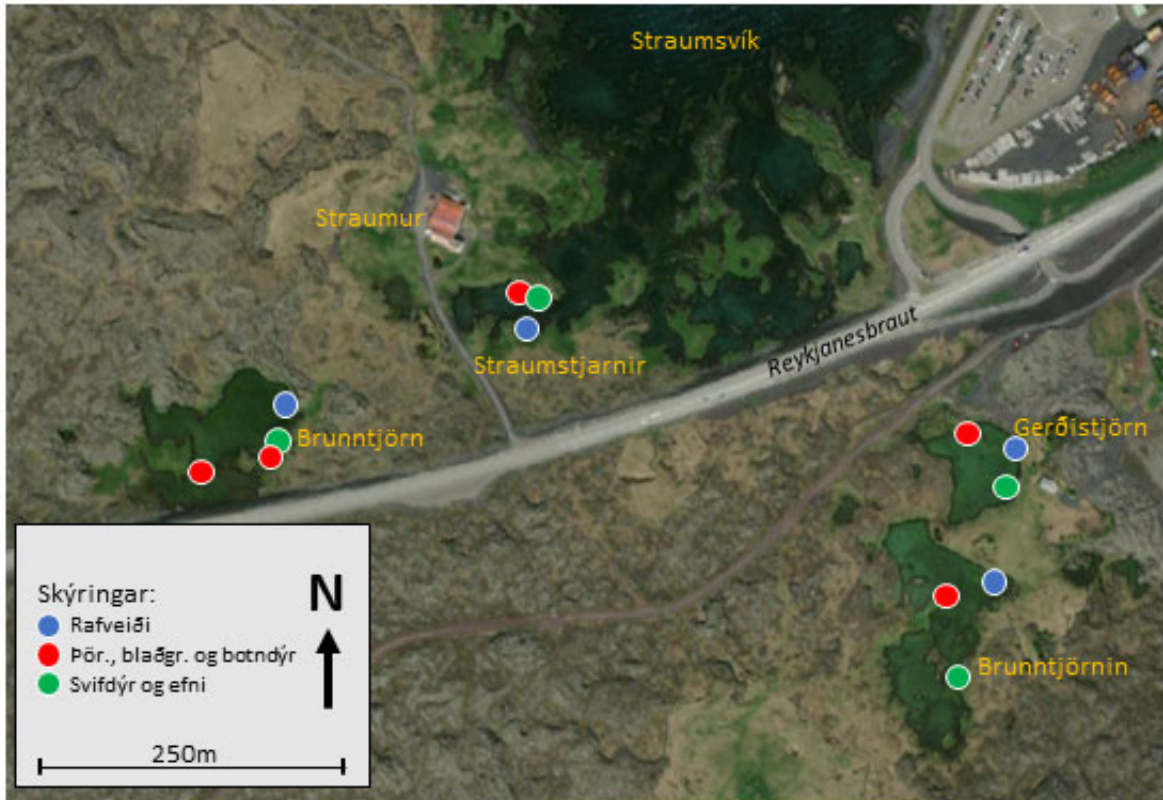 Straumsvík
Straumur
Straumstjarnir
Reykjanesbraut
Brunntjörn
Gerðistjörn
Brunntjörnin
Skýringar:
N
Rafveiði
Þör., blaðgr. og botndýr
Svifdýr og efni
250m